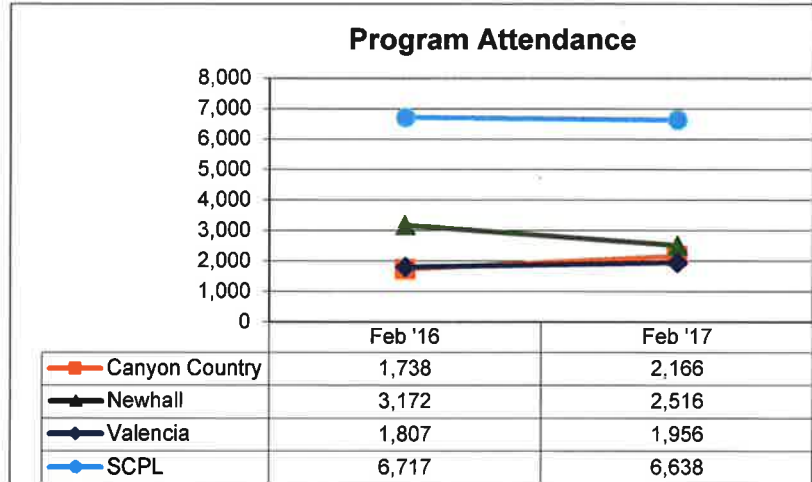 Program Attendance
8,000
7,000
6,000
5,000
4,000
3,000
2,000
1,000
0
Feb '16 Feb '17
Canyon Country 1,738 2,166
Newhall 3,172 2,516
Valencia 1,807 1,956
SCPL 6,717 6,638